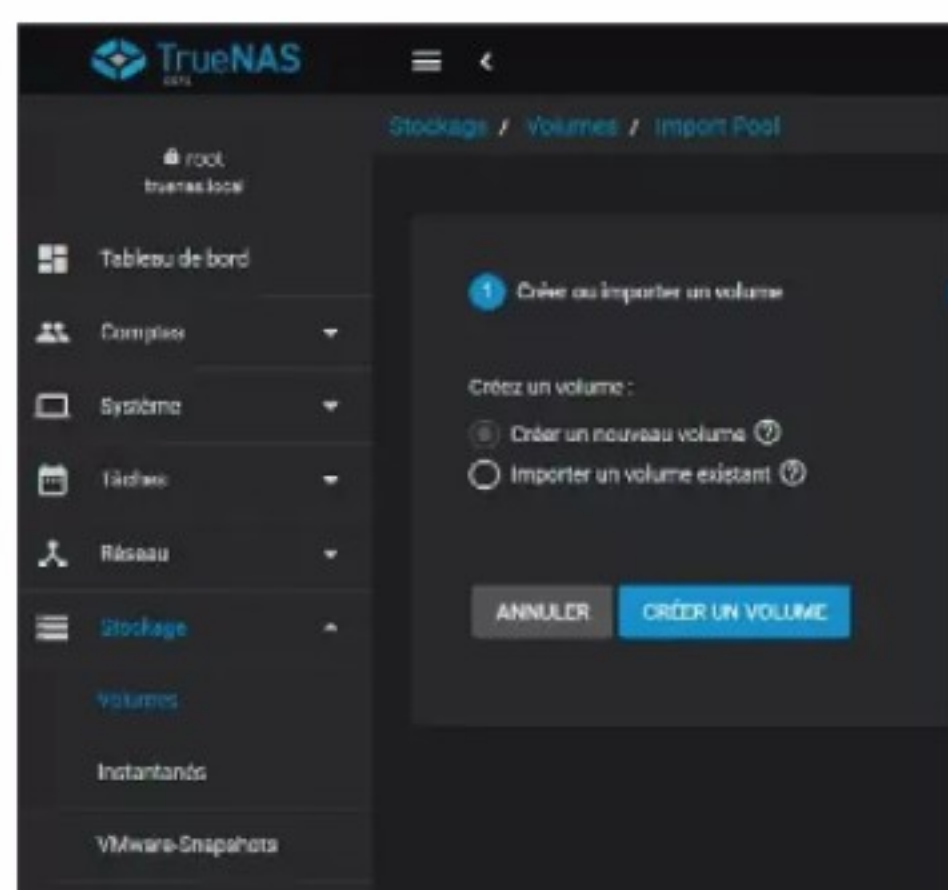 TrueNAS
CORE
Stockage / Volumes / Import Pool
root
truenas.local
Tableau de bord
Comptes
Système
Tâches
Réseau
Stockage
Volumes
Instantanés
VMware-Snapshots
1 Créer ou importer un volume
Créez un volume :
Créer un nouveau volume
Importer un volume existant
ANNULER
CRÉER UN VOLUME